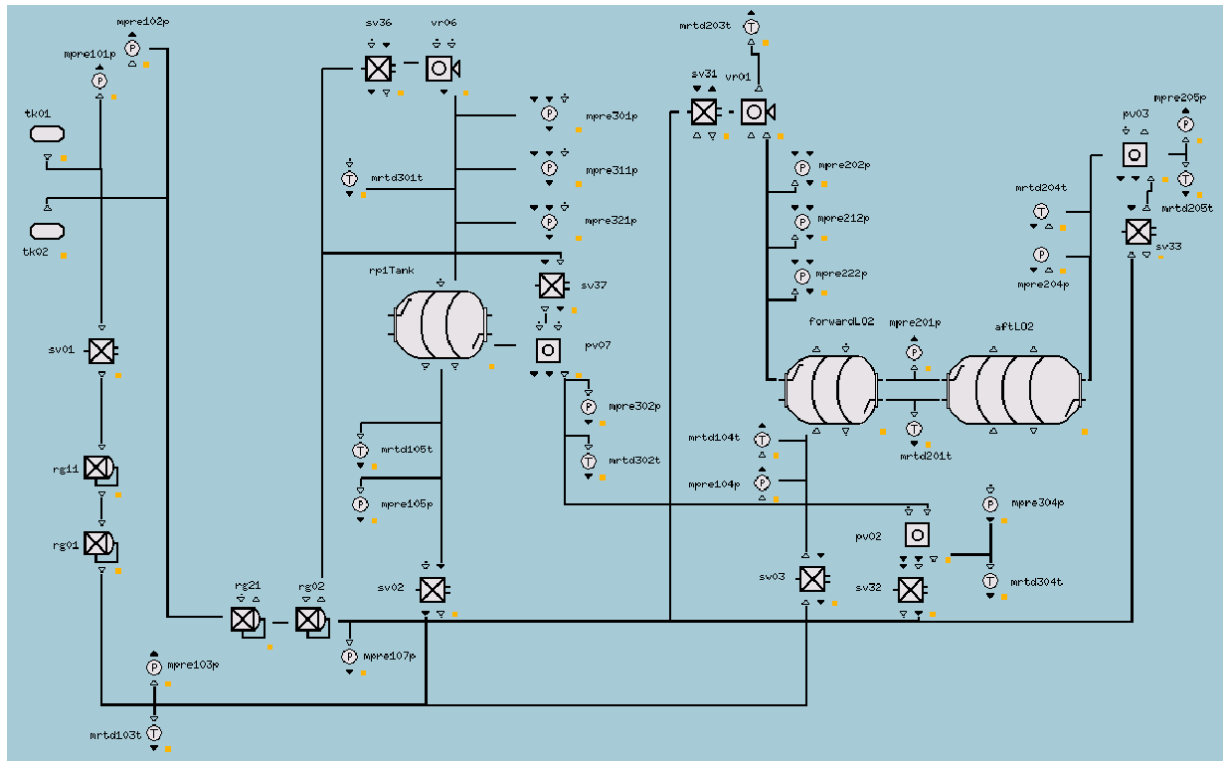 mpre102p
sv36
vr06
mrtd203t
mpre101p
sv31
vr01
mpre205p
tk01
P
P
T
pv03
P
mpre301p
P
mpre202p
P
mpre311p
P
mrtd301t
T
mrtd204t
T
T
mrtd205t
mpre321p
P
mpre212p
P
tk02
sv33
P
mpre204p
rp1Tank
sv37
mpre222p
P
forwardLO2
mpre201p
aftLO2
sv01
pv07
P
mpre302p
P
mrtd105t
T
mrtd302t
T
mrtd104t
T
mrtd201t
T
rg11
mpre105p
P
mpre104p
P
mpre304p
P
rg01
pv02
rg21
rg02
sv02
sv03
sv32
mrtd304t
T
mpre103p
P
mpre107p
P
mrtd103t
T